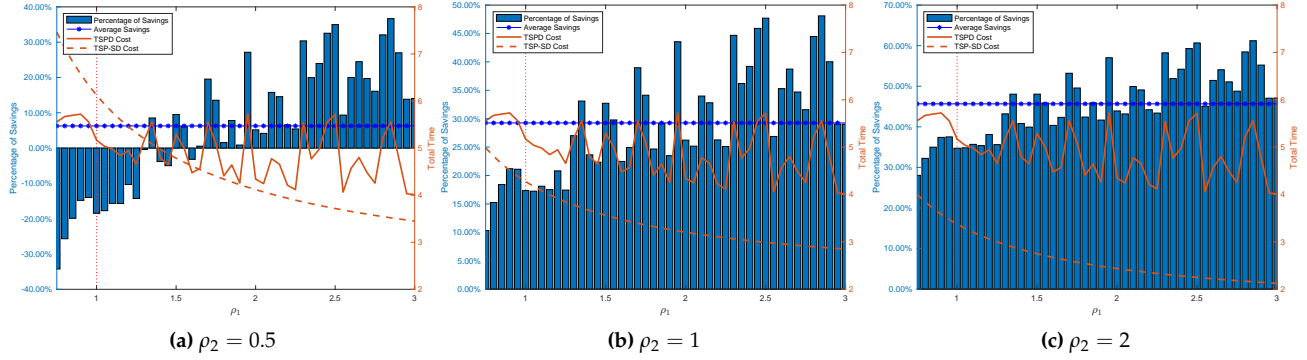 Percentage of Savings
Average Savings
TSPD Cost
TSP-SD Cost
40.00%
30.00%
20.00%
10.00%
0.00%
-10.00%
-20.00%
-30.00%
-40.00%
Percentage of Savings
8
7
6
5
4
3
2
Total Time
1
1.5
2
2.5
3
ρ1
(a) ρ2 = 0.5
Percentage of Savings
Average Savings
TSPD Cost
TSP-SD Cost
50.00%
45.00%
40.00%
35.00%
30.00%
25.00%
20.00%
15.00%
10.00%
5.00%
0.00%
Percentage of Savings
8
7
6
5
4
3
2
Total Time
1
1.5
2
2.5
3
ρ1
(b) ρ2 = 1
Percentage of Savings
Average Savings
TSPD Cost
TSP-SD Cost
70.00%
60.00%
50.00%
40.00%
30.00%
20.00%
10.00%
0.00%
Percentage of Savings
8
7
6
5
4
3
2
Total Time
1
1.5
2
2.5
3
ρ1
(c) ρ2 = 2